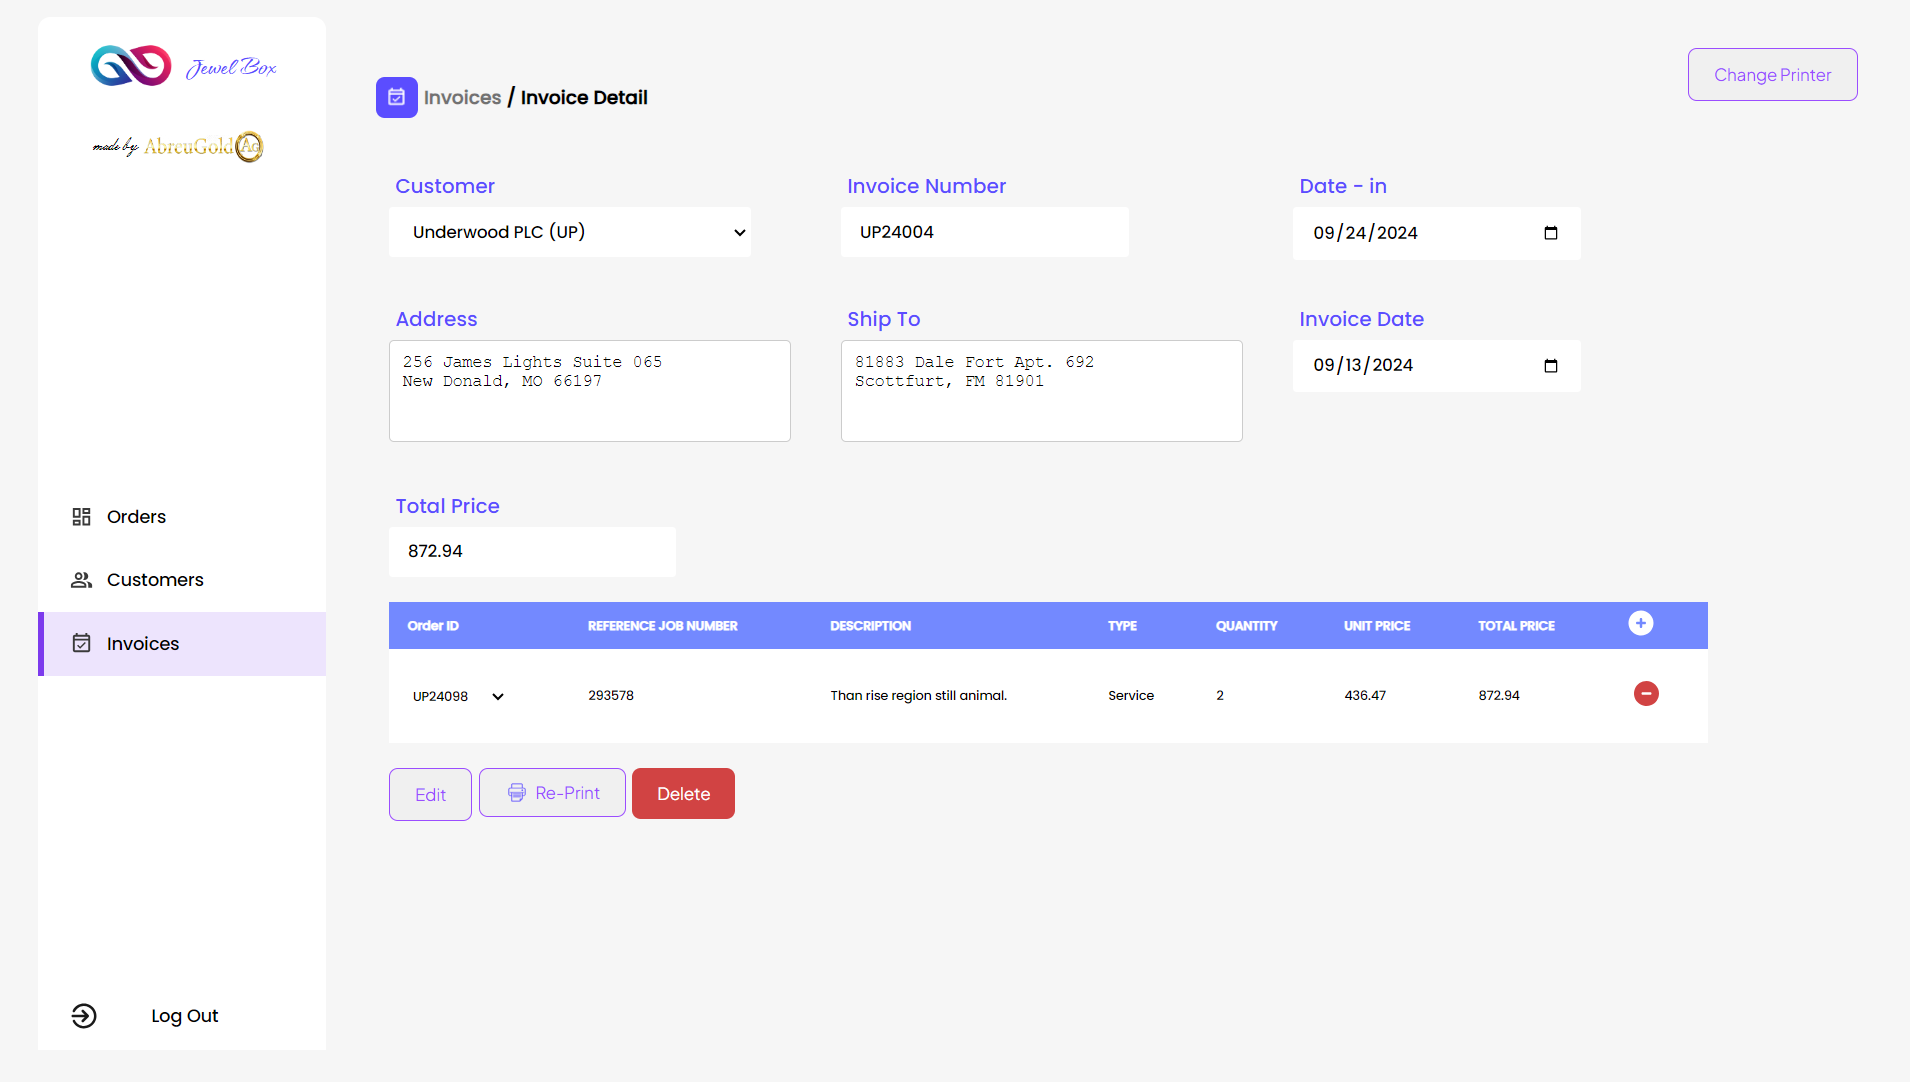 Jewel Box
made by AbreuGold AG
Orders
Customers
Invoices
Log Out
Invoices / Invoice Detail
Change Printer
Customer
Underwood PLC (UP)
Invoice Number
UP24004
Date - in
09/24/2024
Address
256 James Lights Suite 065
New Donald, MO 66197
Ship To
81883 Dale Fort Apt. 692
Scottfurt, FM 81901
Invoice Date
09/13/2024
Total Price
872.94
Order ID REFERENCE JOB NUMBER DESCRIPTION TYPE QUANTITY UNIT PRICE TOTAL PRICE
UP24098 293578 Than rise region still animal. Service 2 436.47 872.94
Edit Re-Print Delete